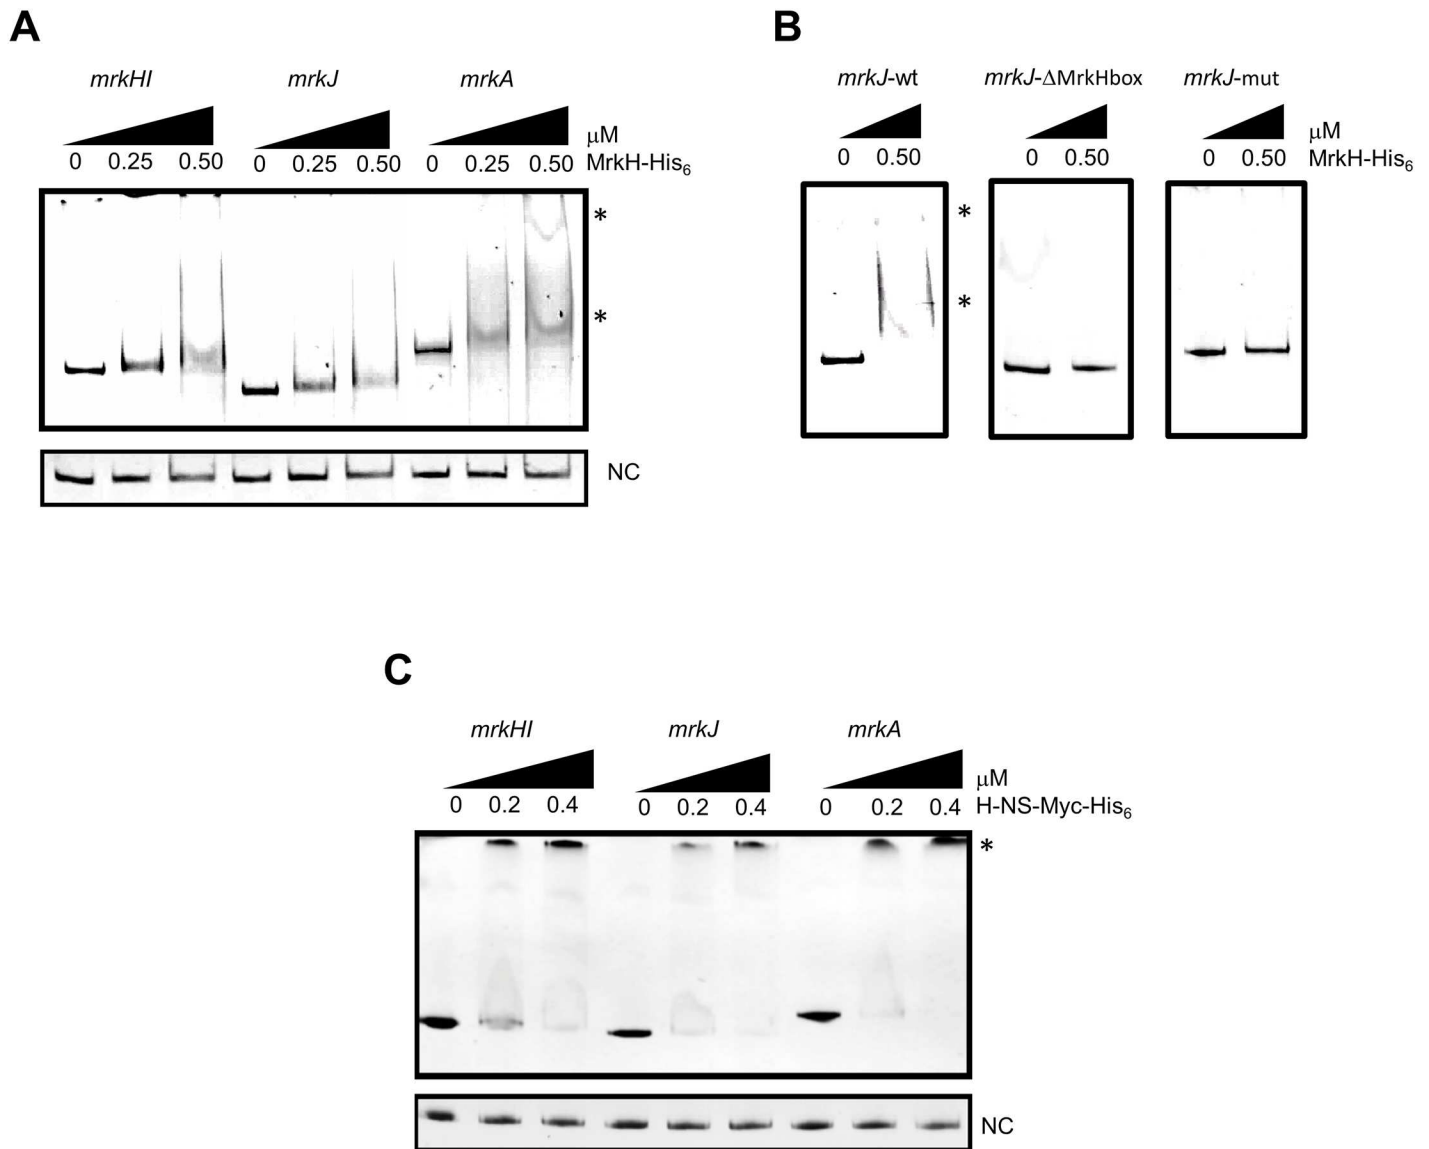 A
mrkHI mrkJ mrkA
μM
0 0.25 0.50 0 0.25 0.50 0 0.25 0.50 MrkH-His6
*
*
NC
B
mrkJ-wt mrkJ-ΔMrkHbox mrkJ-mut
μM
0 0.50 0 0.50 0 0.50 MrkH-His6
*
*
C
mrkHI mrkJ mrkA
μM
0 0.2 0.4 0 0.2 0.4 0 0.2 0.4 H-NS-Myc-His6
*
NC